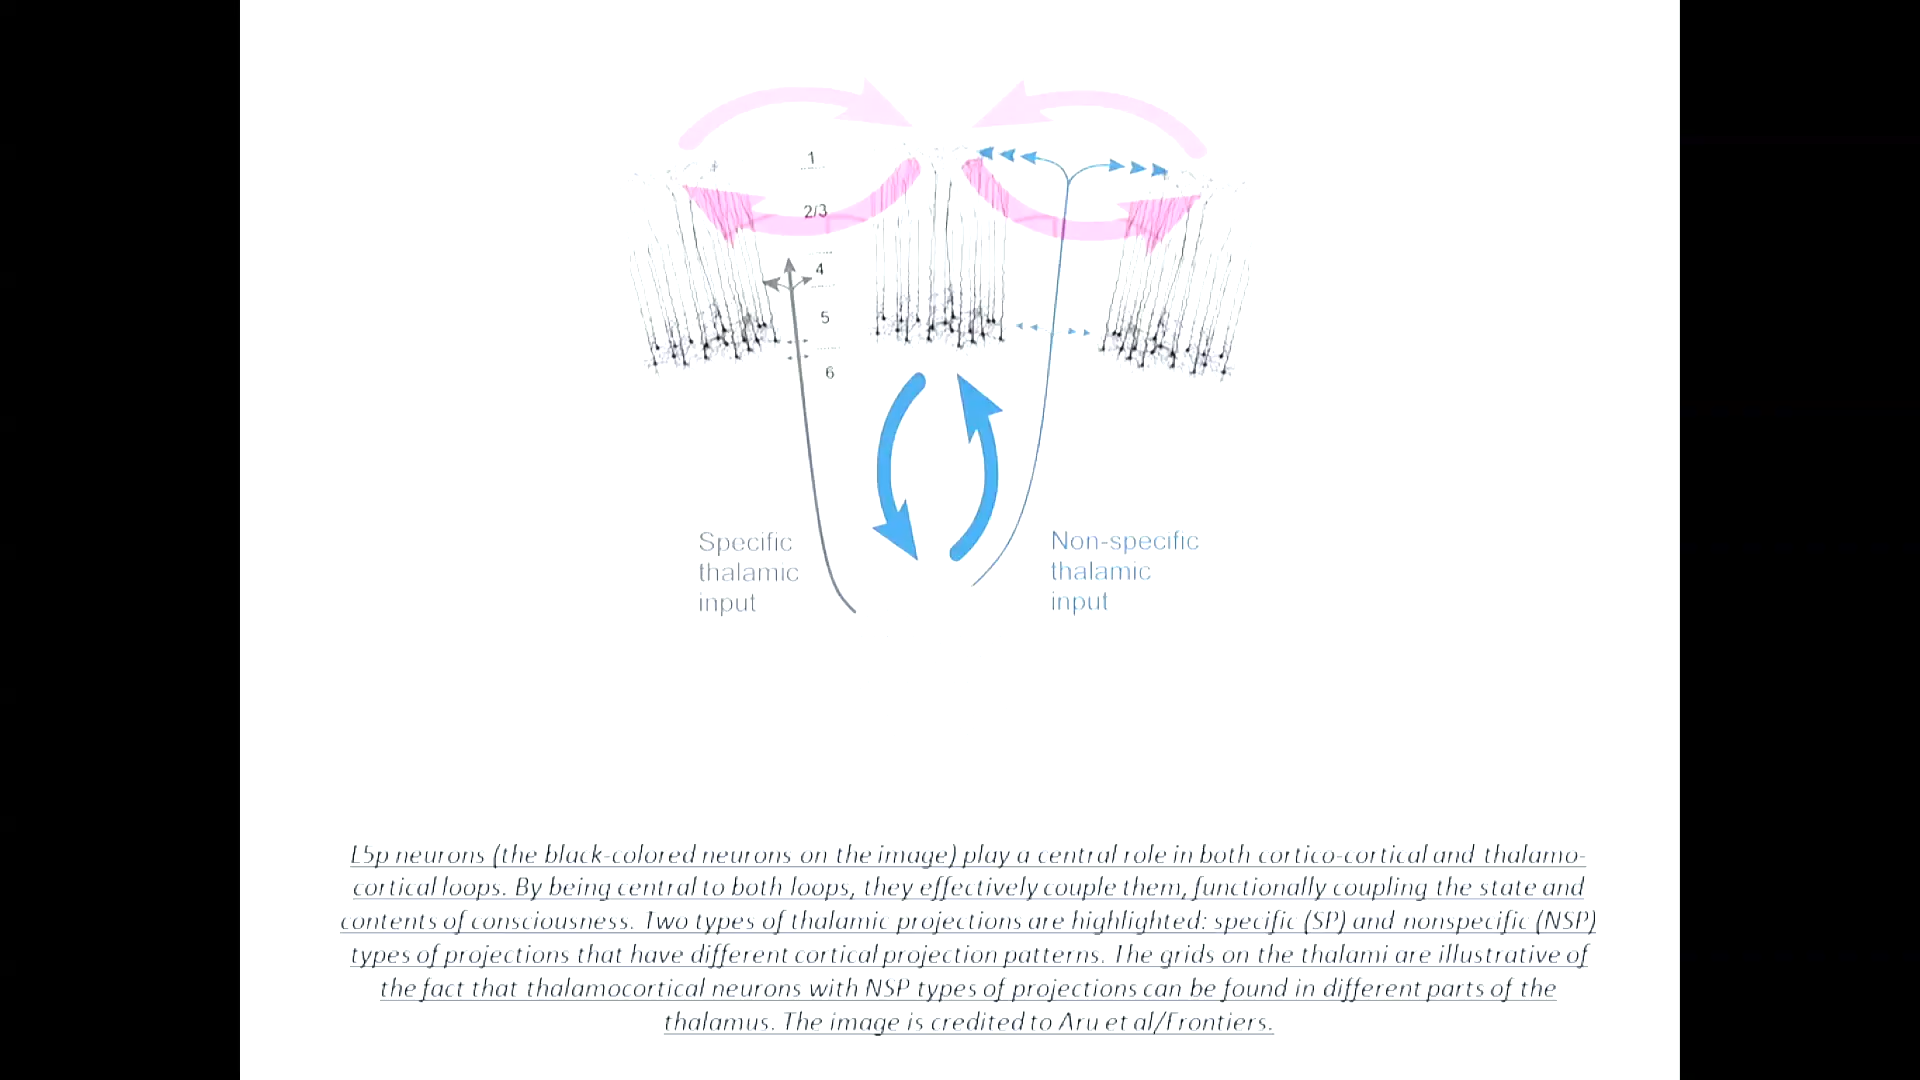 1
2/3
4
5
6
Specific
thalamic
input
Non-specific
thalamic
input
L5p neurons (the black-colored neurons on the image) play a central role in both cortico-cortical and thalamo-
cortical loops. By being central to both loops, they effectively couple them, functionally coupling the state and
contents of consciousness. Two types of thalamic projections are highlighted: specific (SP) and nonspecific (NSP)
types of projections that have different cortical projection patterns. The grids on the thalami are illustrative of
the fact that thalamocortical neurons with NSP types of projections can be found in different parts of the
thalamus. The image is credited to Aru et al/Frontiers.